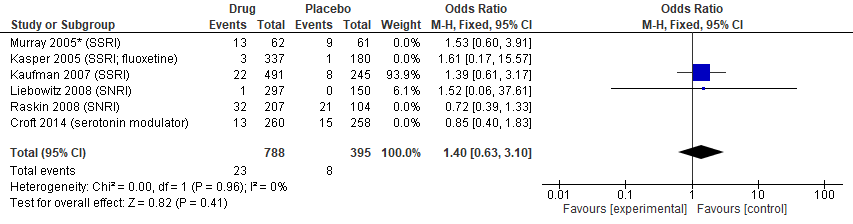 Drug Placebo Odds Ratio Odds Ratio
Study or Subgroup Events Total Events Total Weight M-H, Fixed, 95% CI M-H, Fixed, 95% CI
Murray 2005* (SSRI) 13 62 9 61 0.0% 1.53 [0.60, 3.91]
Kasper 2005 (SSRI; fluoxetine) 3 337 1 180 0.0% 1.61 [0.17, 15.57]
Kaufman 2007 (SSRI) 22 491 8 245 93.9% 1.39 [0.61, 3.17]
Liebowitz 2008 (SNRI) 1 297 0 150 6.1% 1.52 [0.06, 37.61]
Raskin 2008 (SNRI) 32 207 21 104 0.0% 0.72 [0.39, 1.33]
Croft 2014 (serotonin modulator) 13 260 15 258 0.0% 0.85 [0.40, 1.83]
Total (95% CI) 788 395 100.0% 1.40 [0.63, 3.10]
Total events 23 8
Heterogeneity: Chi² = 0.00, df = 1 (P = 0.96); I² = 0%
Test for overall effect: Z = 0.82 (P = 0.41)
0.01 0.1 1 10 100
Favours [experimental] Favours [control]